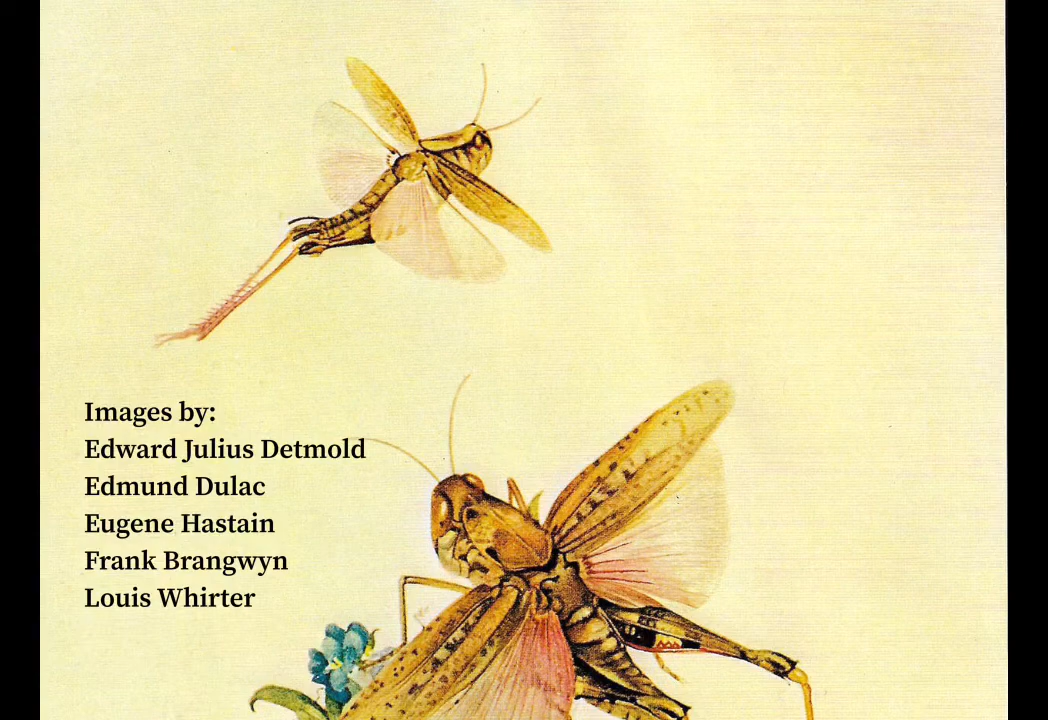 Images by:
Edward Julius Detmold
Edmund Dulac
Eugene Hastain
Frank Brangwyn
Louis Whirter